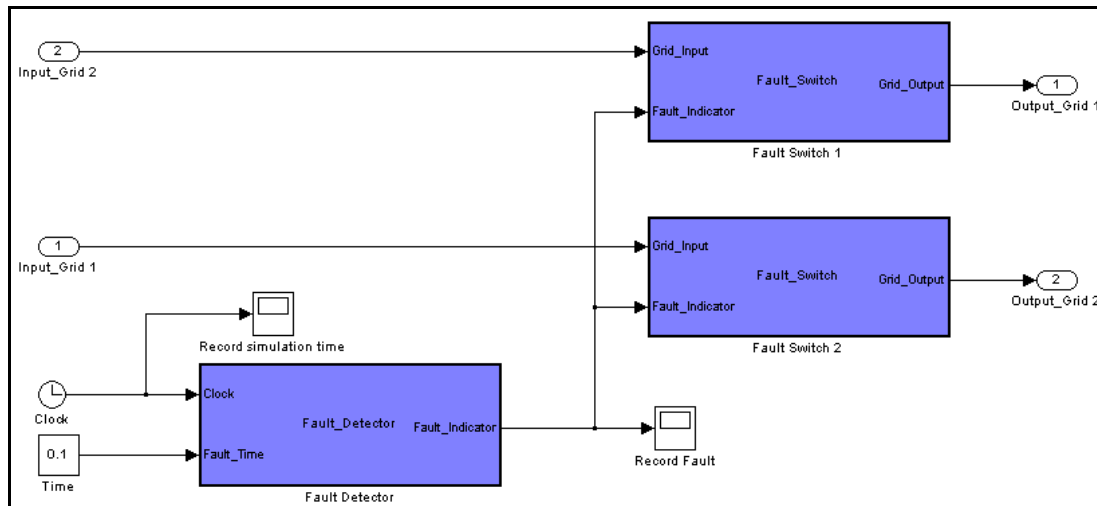 2
Input_Grid 2
Grid_Input
Fault_Switch
Grid_Output
Fault_Indicator
Fault Switch 1
1
Output_Grid 1
1
Input_Grid 1
Grid_Input
Fault_Switch
Grid_Output
Fault_Indicator
Fault Switch 2
2
Output_Grid 2
Record simulation time
Clock
Clock
Fault_Detector
Fault_Indicator
0.1
Fault_Time
Time
Fault Detector
Record Fault